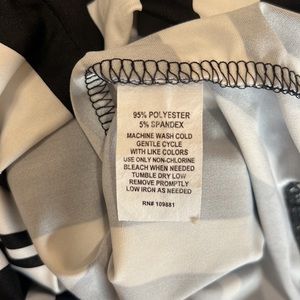 95% POLYESTER
5% SPANDEX
MACHINE WASH COLD
GENTLE CYCLE
WITH LIKE COLORS
USE ONLY NON-CHLORINE
BLEACH WHEN NEEDED
TUMBLE DRY LOW
REMOVE PROMPTLY
LOW IRON AS NEEDED
RN# 109881